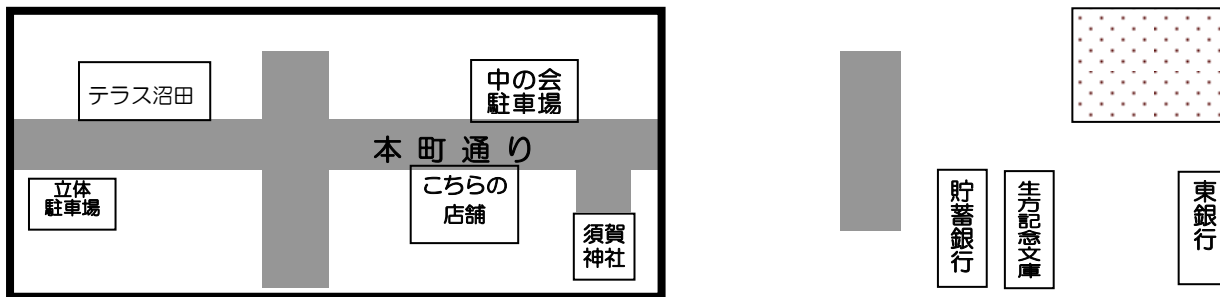 テラス沼田
中の会
駐車場
本町通り
立体
駐車場
こちらの
店舗
須賀
神社
貯蓄銀行
生方記念文庫
東銀行